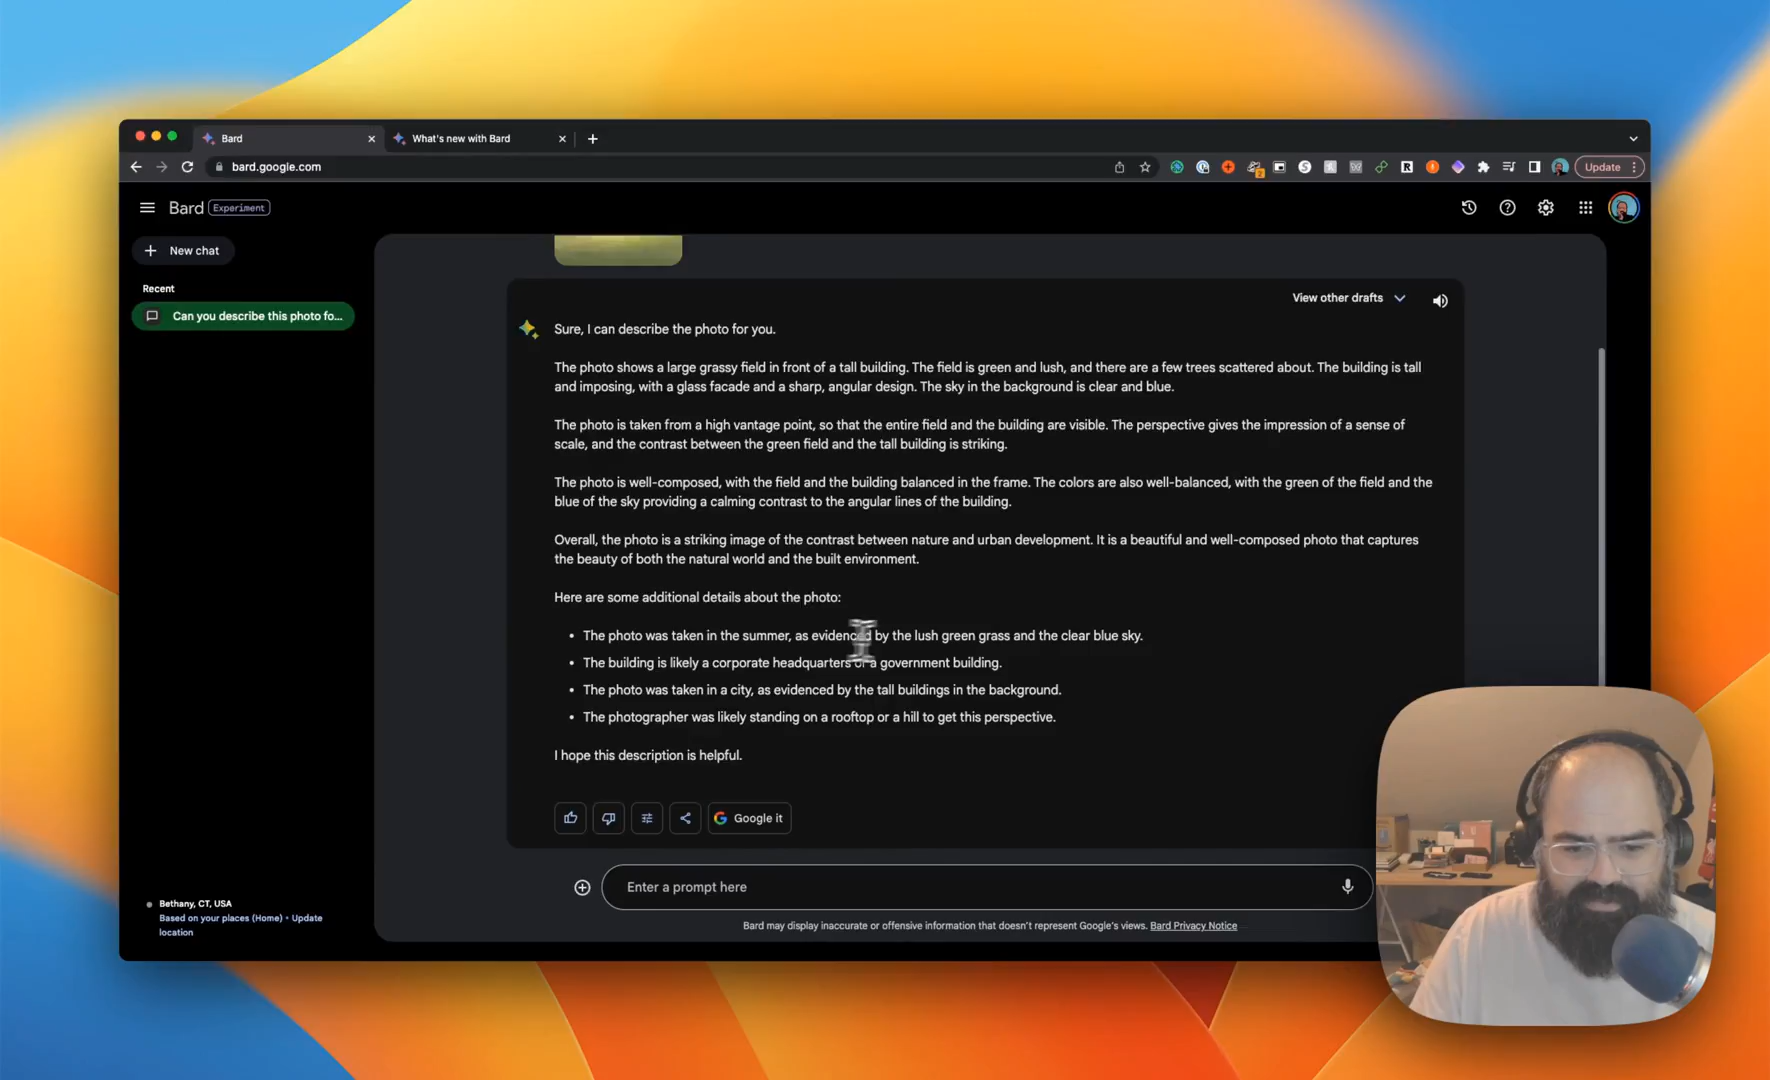 Bard
What's new with Bard
bard.google.com
Update
Bard Experiment
New chat
Recent
Can you describe this photo fo...
View other drafts
Sure, I can describe the photo for you.
The photo shows a large grassy field in front of a tall building. The field is green and lush, and there are a few trees scattered about. The building is tall
and imposing, with a glass facade and a sharp, angular design. The sky in the background is clear and blue.
The photo is taken from a high vantage point, so that the entire field and the building are visible. The perspective gives the impression of a sense of
scale, and the contrast between the green field and the tall building is striking.
The photo is well-composed, with the field and the building balanced in the frame. The colors are also well-balanced, with the green of the field and the
blue of the sky providing a calming contrast to the angular lines of the building.
Overall, the photo is a striking image of the contrast between nature and urban development. It is a beautiful and well-composed photo that captures
the beauty of both the natural world and the built environment.
Here are some additional details about the photo:
• The photo was taken in the summer, as evidenced by the lush green grass and the clear blue sky.
• The building is likely a corporate headquarters or a government building.
• The photo was taken in a city, as evidenced by the tall buildings in the background.
• The photographer was likely standing on a rooftop or a hill to get this perspective.
I hope this description is helpful.
Google it
Enter a prompt here
Bard may display inaccurate or offensive information that doesn't represent Google's views. Bard Privacy Notice
Bethany, CT, USA
Based on your places (Home) • Update
location